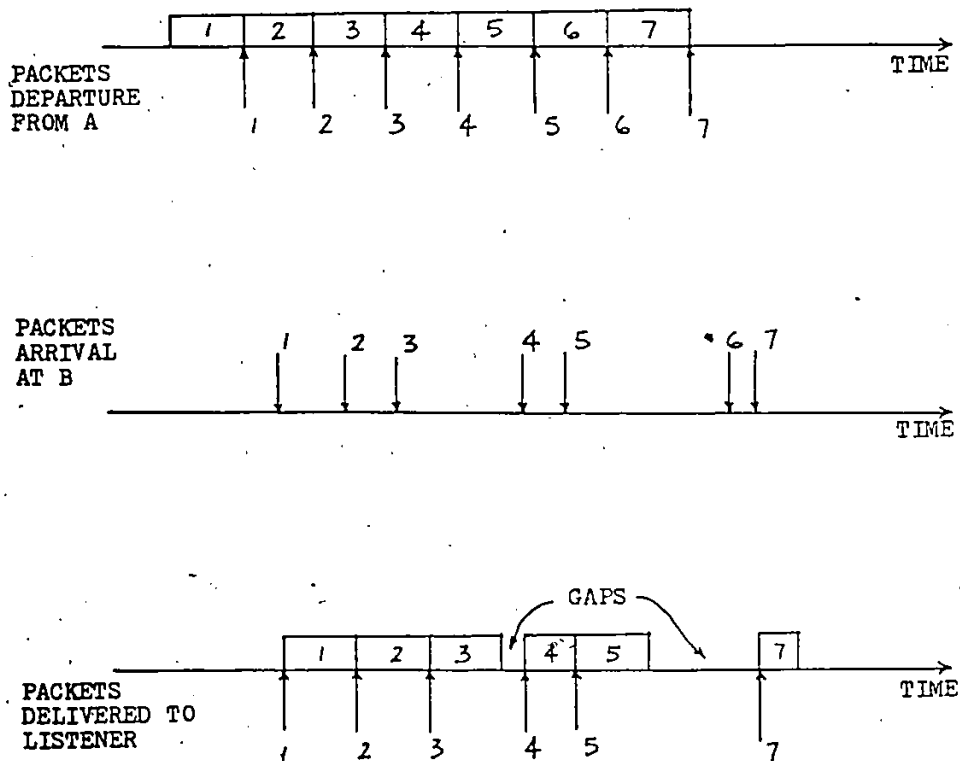 1 2 3 4 5 6 7
TIME
PACKETS
DEPARTURE
FROM A
1 2 3 4 5 6 7
PACKETS
ARRIVAL
AT B
1 2 3 4 5 6 7
TIME
GAPS
1 2 3 4 5 7
TIME
PACKETS
DELIVERED TO
LISTENER
1 2 3 4 5 7